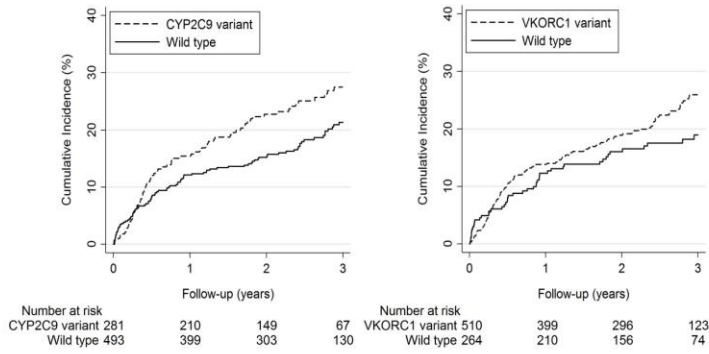 CYP2C9 variant
Wild type
Cumulative Incidence (%)
40
30
20
10
0
0 1 2 3
Follow-up (years)
Number at risk
CYP2C9 variant 281 210 149 67
Wild type 493 399 303 130
VKORC1 variant
Wild type
Cumulative Incidence (%)
40
30
20
10
0
0 1 2 3
Follow-up (years)
Number at risk
VKORC1 variant 510 399 296 123
Wild type 264 210 156 74